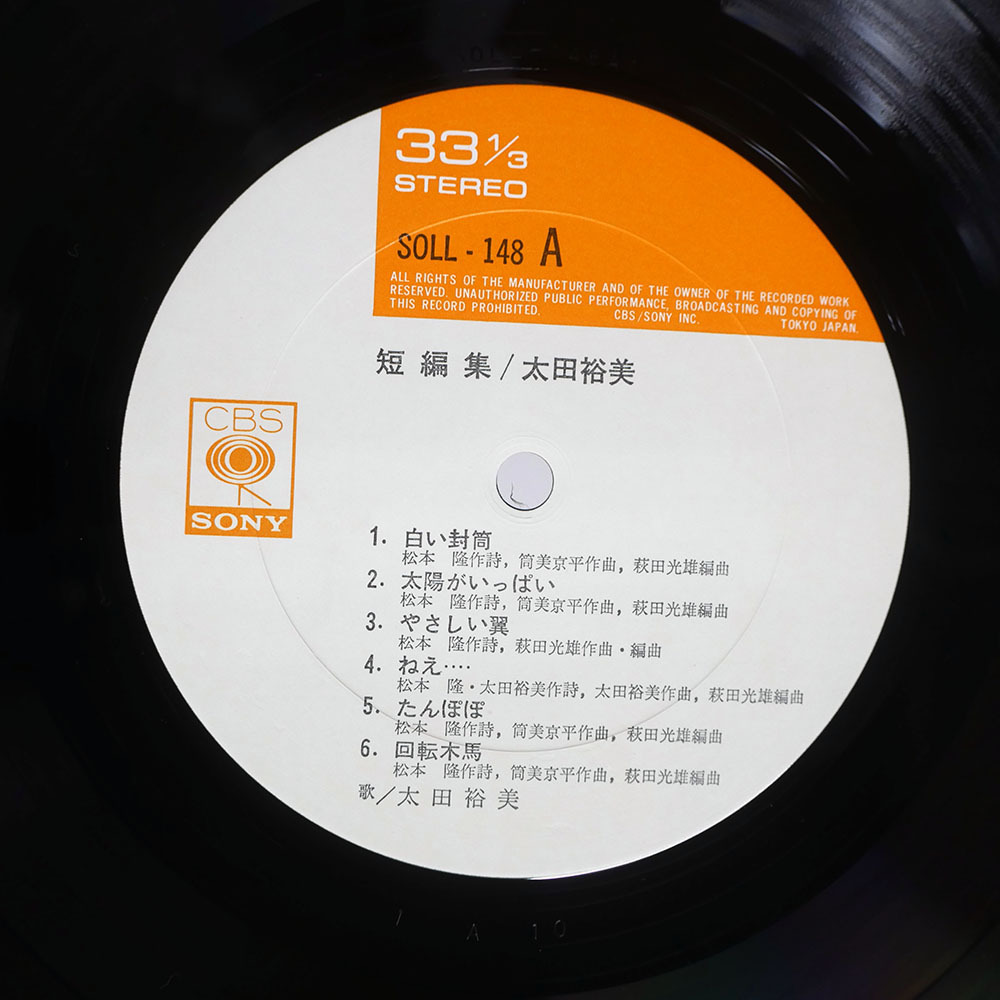 33 1/3
STEREO
SOLL - 148 A
ALL RIGHTS OF THE MANUFACTURER AND OF THE OWNER OF THE RECORDED WORK
RESERVED. UNAUTHORIZED PUBLIC PERFORMANCE, BROADCASTING AND COPYING OF
THIS RECORD PROHIBITED. CBS/SONY INC. TOKYO JAPAN.
短編集/太田裕美
CBS
SONY
1. 白い封筒
松本 隆作詩, 筒美京平作曲, 萩田光雄編曲
2. 太陽がいっぱい
松本 隆作詩, 筒美京平作曲, 萩田光雄編曲
3. やさしい翼
松本 隆作詩, 萩田光雄作曲・編曲
4. ねえ‥‥
松本 隆・太田裕美作詩, 太田裕美作曲, 萩田光雄編曲
5. たんぽぽ
松本 隆作詩, 筒美京平作曲, 萩田光雄編曲
6. 回転木馬
松本 隆作詩, 筒美京平作曲, 萩田光雄編曲
歌/太田裕美
A 10